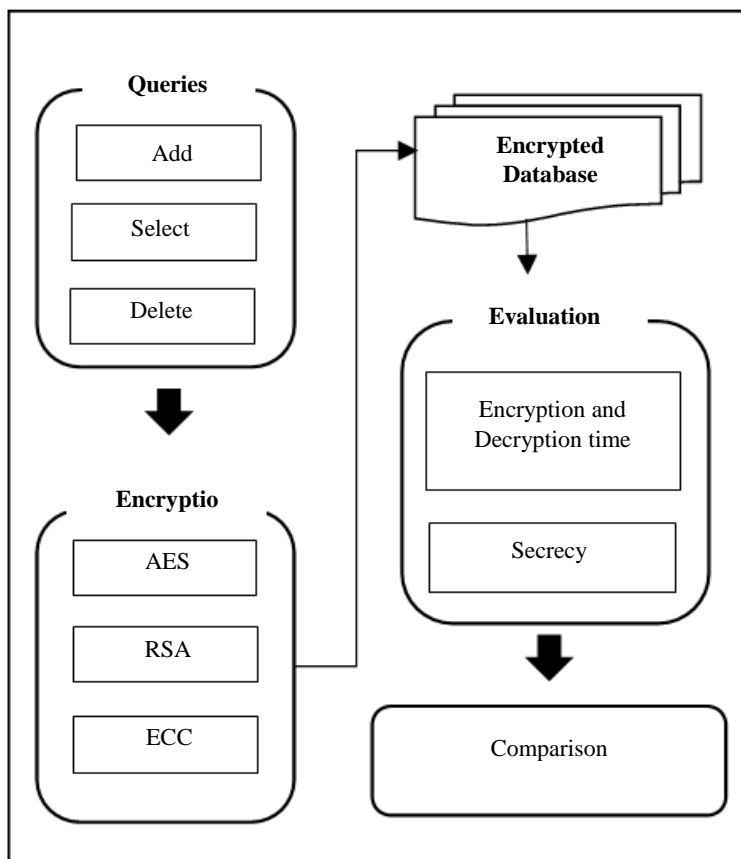 Queries
Add
Select
Delete
Encryptio
AES
RSA
ECC
Encrypted
Database
Evaluation
Encryption and
Decryption time
Secrecy
Comparison